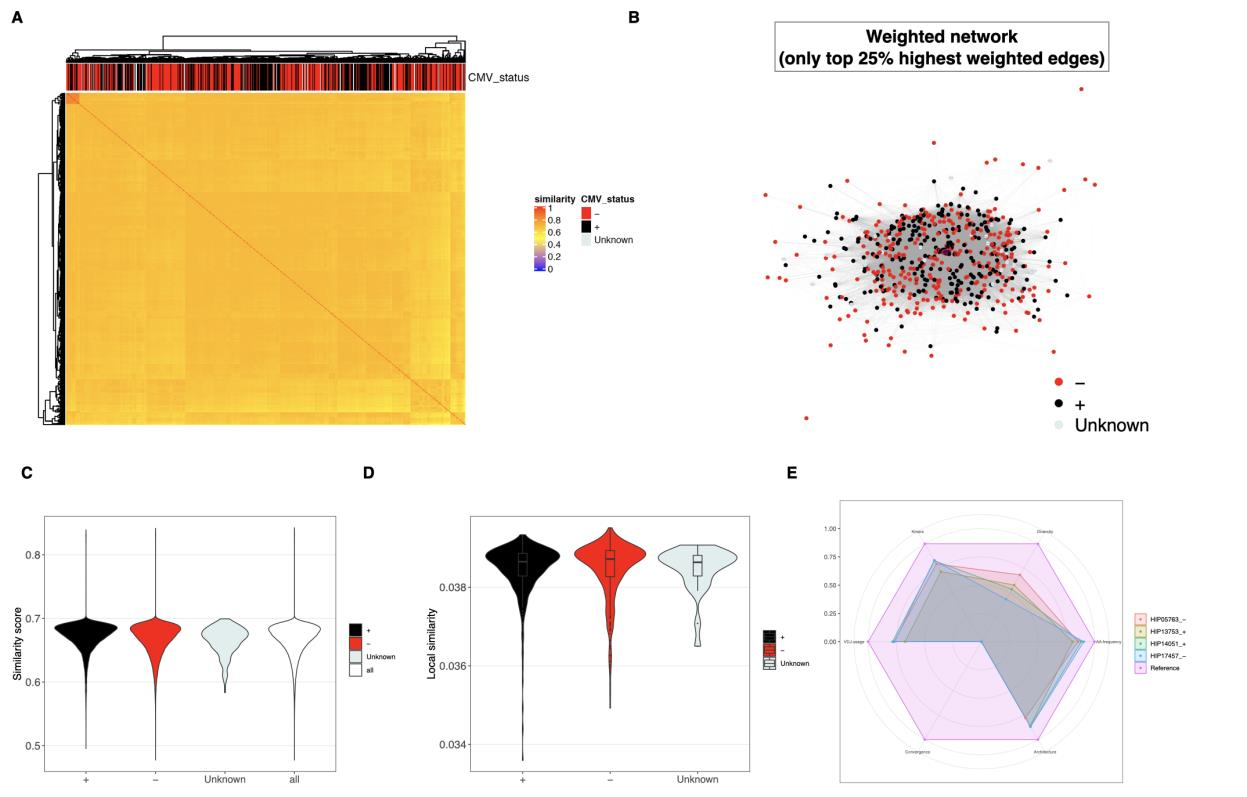 A
CMV_status
similarity
1
0.8
0.6
0.4
0.2
0
CMV_status
–
+
Unknown
B
Weighted network
(only top 25% highest weighted edges)
–
+
Unknown
C
Similarity score
0.8
0.7
0.6
0.5
+
–
Unknown
all
+
–
Unknown
all
D
Local similarity
0.038
0.036
0.034
+
–
Unknown
+
–
Unknown
E
1.00
0.75
0.50
0.25
0.00
Kmers
Diversity
VDJ usage
AA frequency
Convergence
Architecture
HIP05763_–
HIP13753_+
HIP14051_+
HIP17457_–
Reference